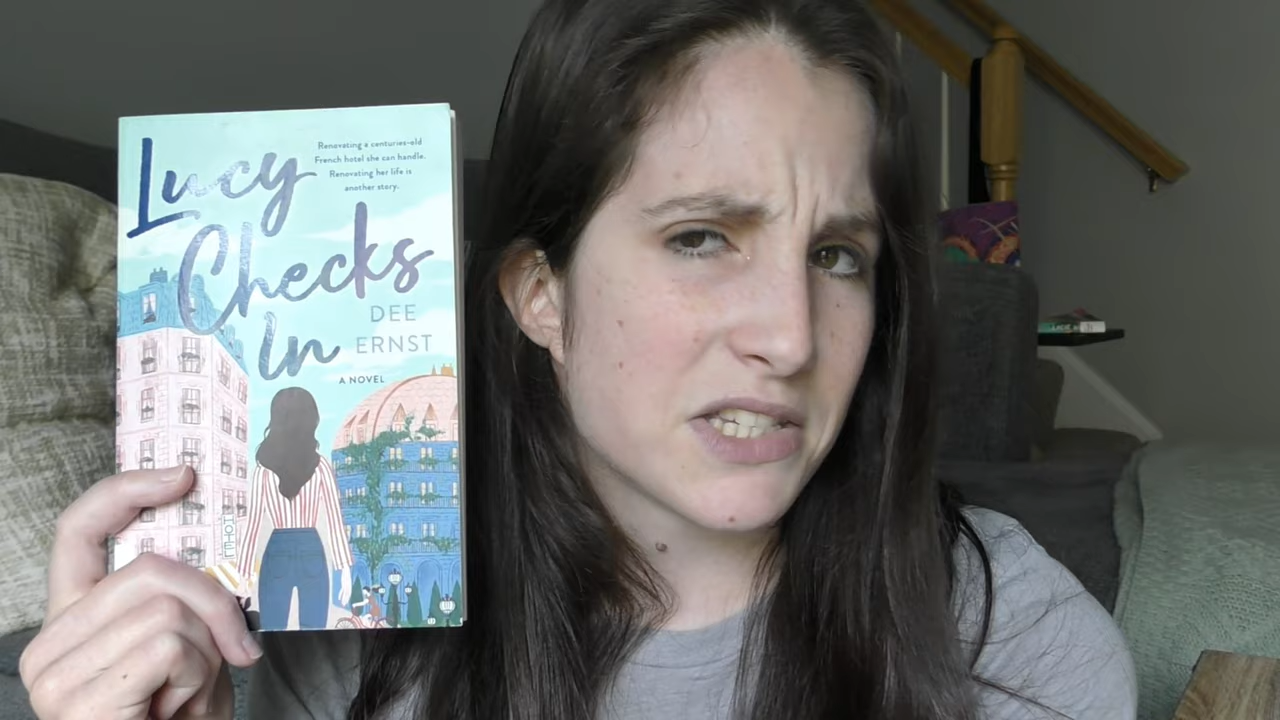 Renovating a centuries-old
French hotel she can handle.
Renovating her life is
another story.
Lucy
Checks
In
DEE
ERNST
A NOVEL
HOTEL